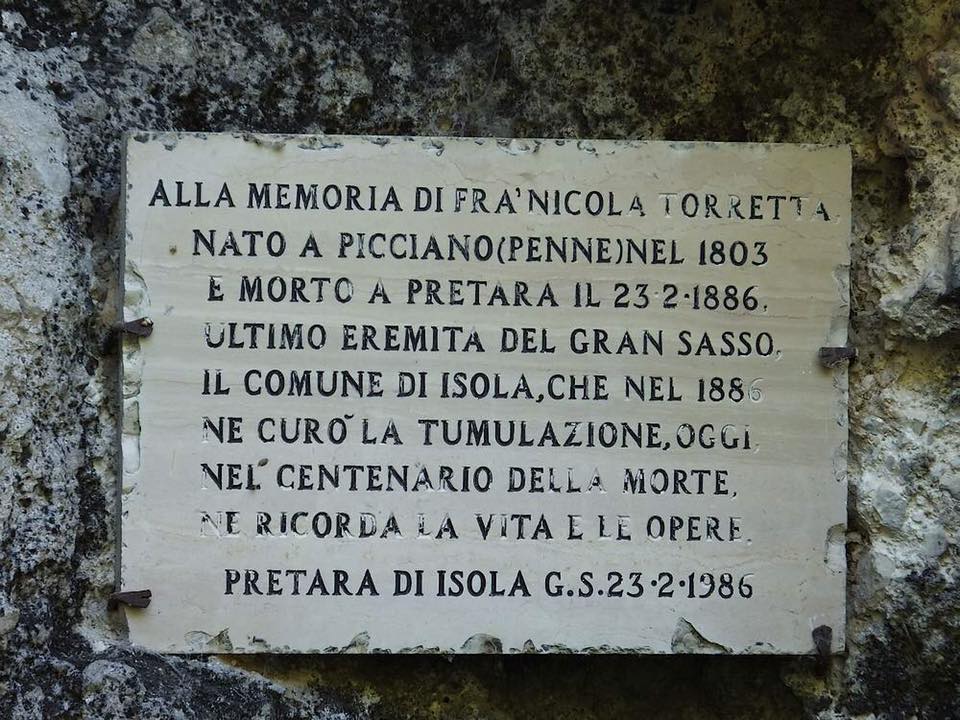 ALLA MEMORIA DI FRA' NICOLA TORRETTA
NATO A PICCIANO (PENNE) NEL 1803
E MORTO A PRETARA IL 23·2·1886.
ULTIMO EREMITA DEL GRAN SASSO,
IL COMUNE DI ISOLA, CHE NEL 1886
NE CURÒ LA TUMULAZIONE, OGGI,
NEL CENTENARIO DELLA MORTE,
NE RICORDA LA VITA E LE OPERE.
PRETARA DI ISOLA G.S. 23·2·1986